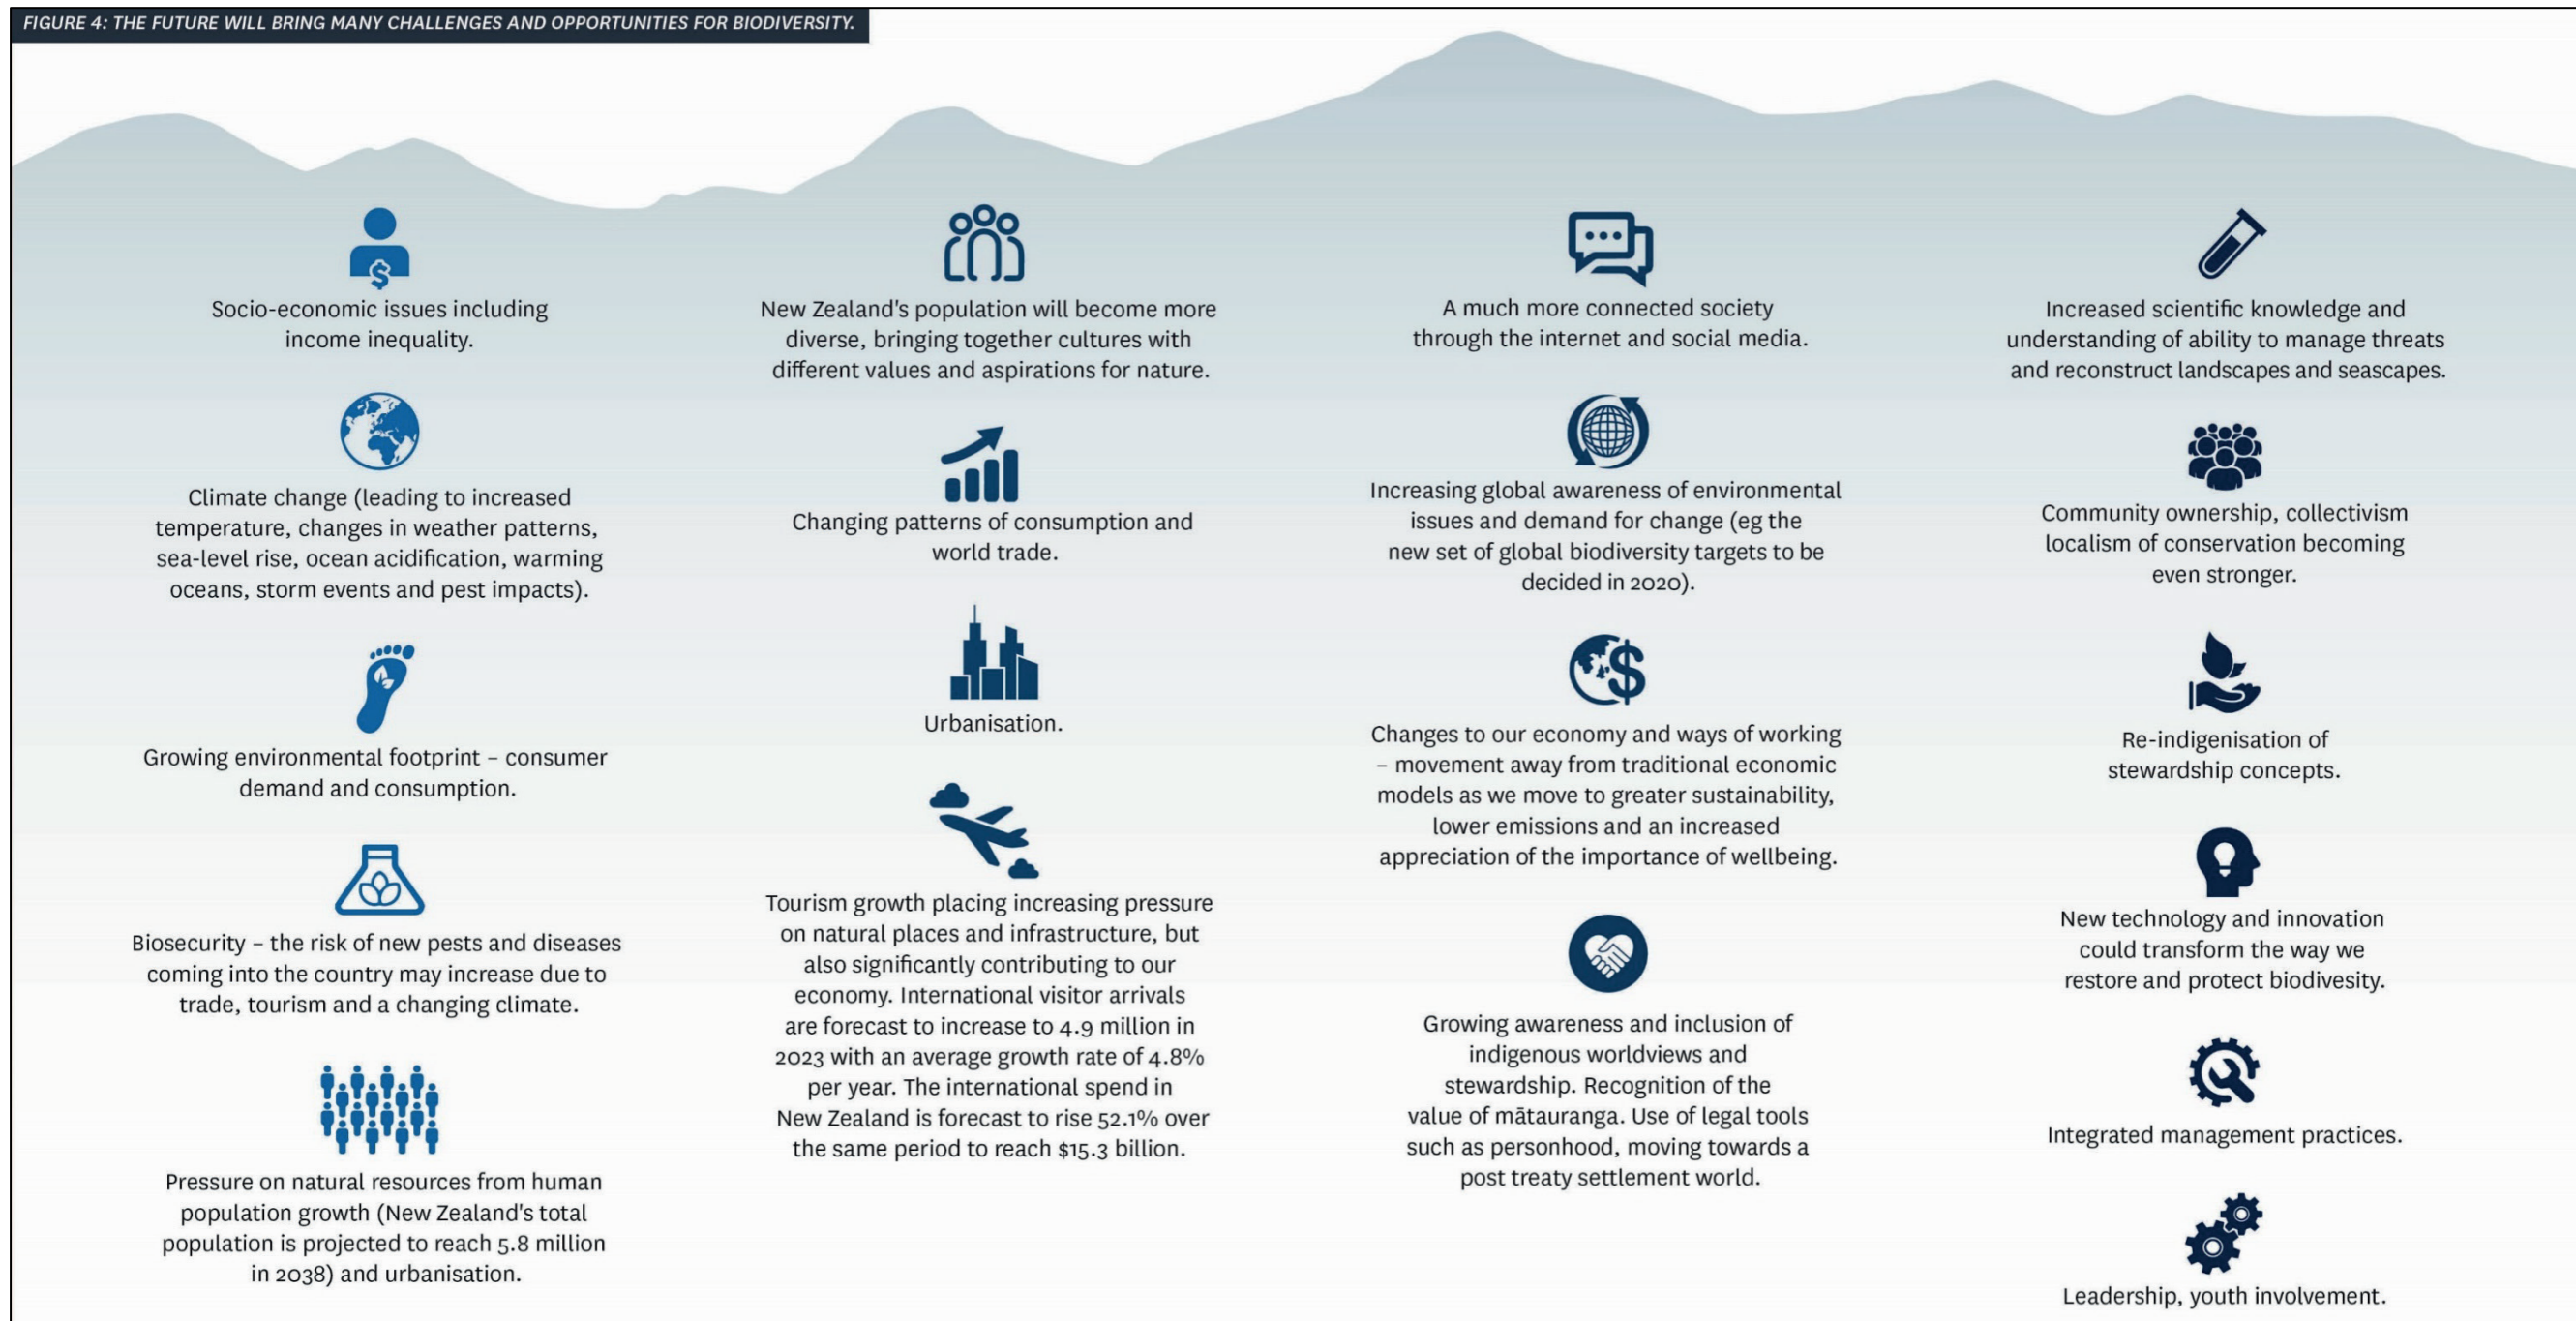 FIGURE 4: THE FUTURE WILL BRING MANY CHALLENGES AND OPPORTUNITIES FOR BIODIVERSITY.
Socio-economic issues including
income inequality.
Climate change (leading to increased
temperature, changes in weather patterns,
sea-level rise, ocean acidification, warming
oceans, storm events and pest impacts).
Growing environmental footprint – consumer
demand and consumption.
Biosecurity – the risk of new pests and diseases
coming into the country may increase due to
trade, tourism and a changing climate.
Pressure on natural resources from human
population growth (New Zealand's total
population is projected to reach 5.8 million
in 2038) and urbanisation.
New Zealand's population will become more
diverse, bringing together cultures with
different values and aspirations for nature.
Changing patterns of consumption and
world trade.
Urbanisation.
Tourism growth placing increasing pressure
on natural places and infrastructure, but
also significantly contributing to our
economy. International visitor arrivals
are forecast to increase to 4.9 million in
2023 with an average growth rate of 4.8%
per year. The international spend in
New Zealand is forecast to rise 52.1% over
the same period to reach $15.3 billion.
A much more connected society
through the internet and social media.
Increasing global awareness of environmental
issues and demand for change (eg the
new set of global biodiversity targets to be
decided in 2020).
$
Changes to our economy and ways of working
– movement away from traditional economic
models as we move to greater sustainability,
lower emissions and an increased
appreciation of the importance of wellbeing.
Growing awareness and inclusion of
indigenous worldviews and
stewardship. Recognition of the
value of mātauranga. Use of legal tools
such as personhood, moving towards a
post treaty settlement world.
Increased scientific knowledge and
understanding of ability to manage threats
and reconstruct landscapes and seascapes.
Community ownership, collectivism
localism of conservation becoming
even stronger.
Re-indigenisation of
stewardship concepts.
New technology and innovation
could transform the way we
restore and protect biodivesity.
Integrated management practices.
Leadership, youth involvement.